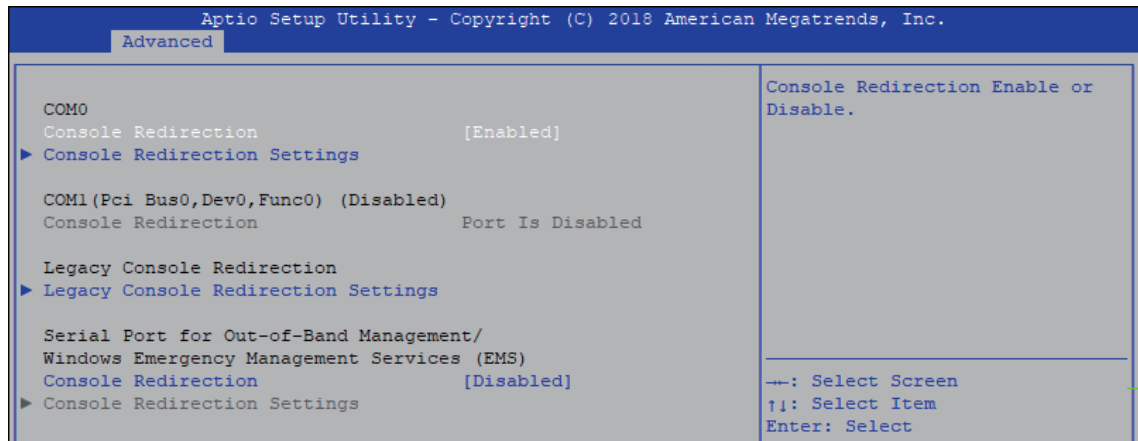 Aptio Setup Utility - Copyright (C) 2018 American Megatrends, Inc.
Advanced
COM0
Console Redirection [Enabled]
► Console Redirection Settings
COM1(Pci Bus0,Dev0,Func0) (Disabled)
Console Redirection Port Is Disabled
Legacy Console Redirection
► Legacy Console Redirection Settings
Serial Port for Out-of-Band Management/
Windows Emergency Management Services (EMS)
Console Redirection [Disabled]
► Console Redirection Settings
Console Redirection Enable or
Disable.
→←: Select Screen
↑↓: Select Item
Enter: Select